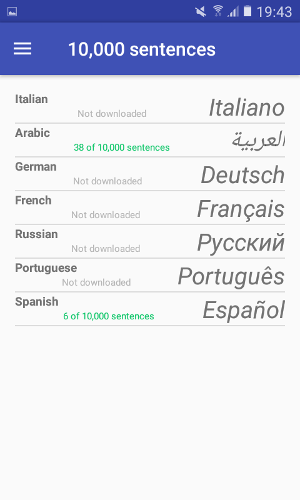 19:43
10,000 sentences
Italian
Not downloaded
Italiano
Arabic
38 of 10,000 sentences
العربية
German
Not downloaded
Deutsch
French
Not downloaded
Français
Russian
Not downloaded
Русский
Portuguese
Not downloaded
Português
Spanish
6 of 10,000 sentences
Español